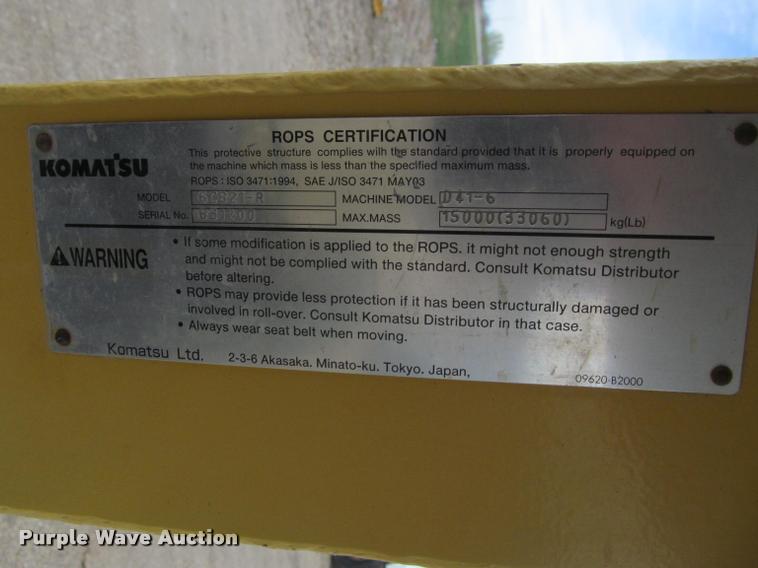 ROPS CERTIFICATION
KOMATSU
This protective structure complies with the standard provided that it is properly equipped on
the machine which mass is less than the specified maximum mass.
ROPS : ISO 3471:1994, SAE J/ISO 3471 MAY03
MODEL MACHINE MODEL D41-6
SERIAL No. MAX.MASS 15000(33060) kg(Lb)
WARNING
• If some modification is applied to the ROPS. it might not enough strength
and might not be complied with the standard. Consult Komatsu Distributor
before altering.
• ROPS may provide less protection if it has been structurally damaged or
involved in roll-over. Consult Komatsu Distributor in that case.
• Always wear seat belt when moving.
Komatsu Ltd. 2-3-6 Akasaka. Minato-ku. Tokyo. Japan,
09620-B2000
Purple Wave Auction